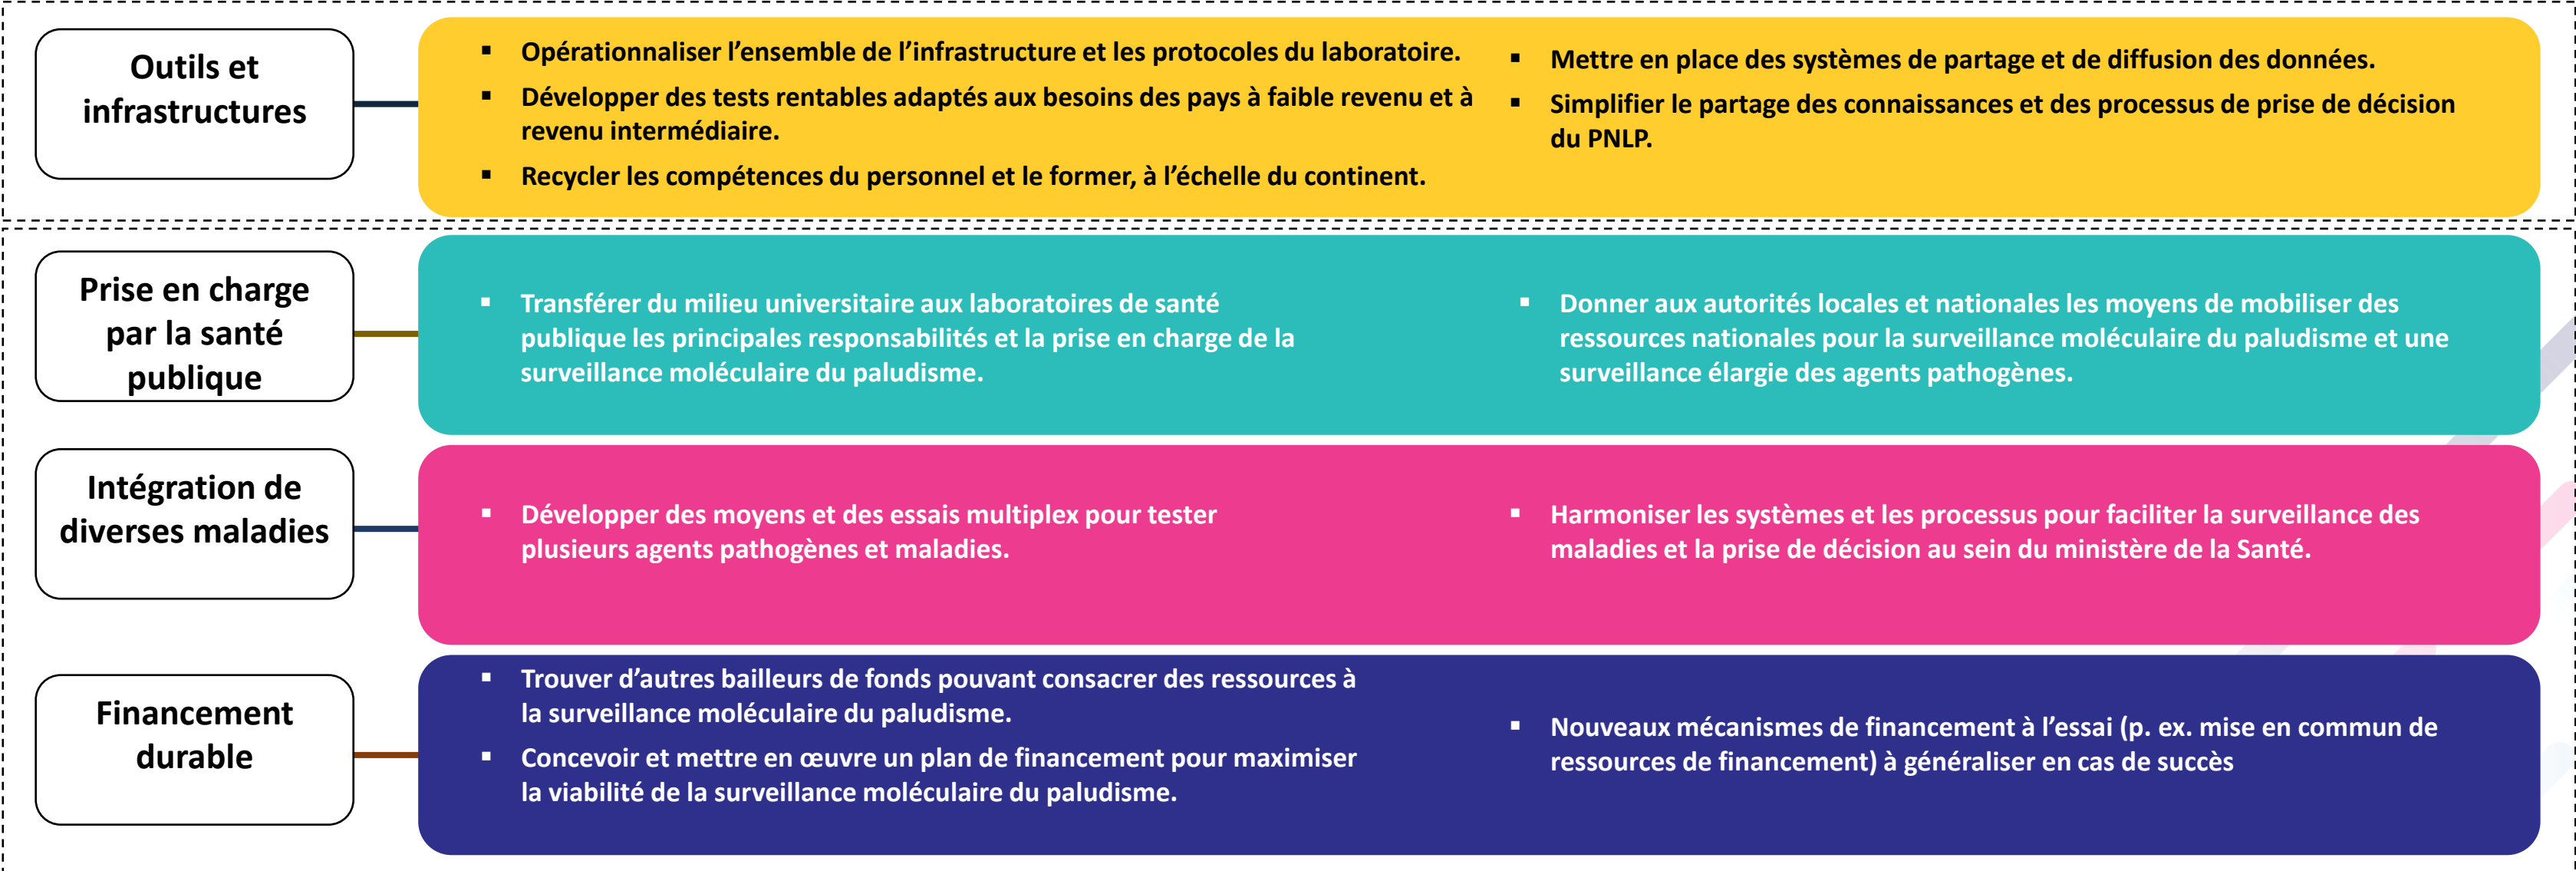 Outils et
infrastructures
▪ Opérationnaliser l’ensemble de l’infrastructure et les protocoles du laboratoire.
▪ Développer des tests rentables adaptés aux besoins des pays à faible revenu et à
revenu intermédiaire.
▪ Recycler les compétences du personnel et le former, à l’échelle du continent.
▪ Mettre en place des systèmes de partage et de diffusion des données.
▪ Simplifier le partage des connaissances et des processus de prise de décision
du PNLP.
Prise en charge
par la santé
publique
▪ Transférer du milieu universitaire aux laboratoires de santé
publique les principales responsabilités et la prise en charge de la
surveillance moléculaire du paludisme.
▪ Donner aux autorités locales et nationales les moyens de mobiliser des
ressources nationales pour la surveillance moléculaire du paludisme et une
surveillance élargie des agents pathogènes.
Intégration de
diverses maladies
▪ Développer des moyens et des essais multiplex pour tester
plusieurs agents pathogènes et maladies.
▪ Harmoniser les systèmes et les processus pour faciliter la surveillance des
maladies et la prise de décision au sein du ministère de la Santé.
Financement
durable
▪ Trouver d’autres bailleurs de fonds pouvant consacrer des ressources à
la surveillance moléculaire du paludisme.
▪ Concevoir et mettre en œuvre un plan de financement pour maximiser
la viabilité de la surveillance moléculaire du paludisme.
▪ Nouveaux mécanismes de financement à l’essai (p. ex. mise en commun de
ressources de financement) à généraliser en cas de succès